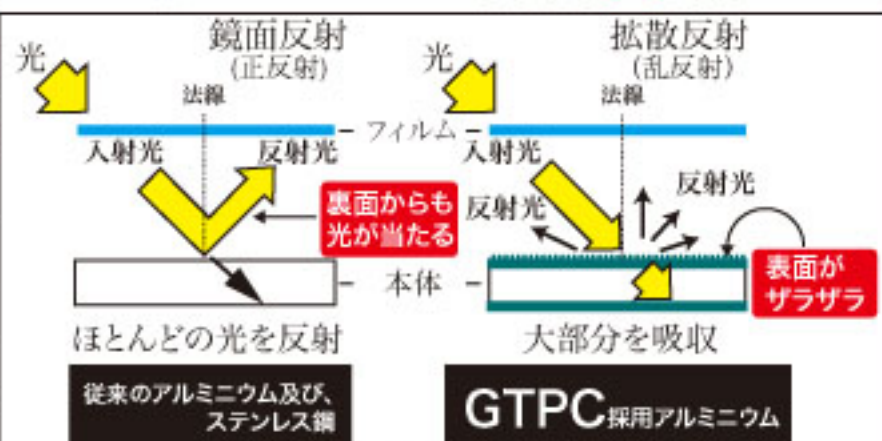 鏡面反射
(正反射)
光
法線
入射光
反射光
裏面からも
光が当たる
ほとんどの光を反射
従来のアルミニウム及び、
ステンレス鋼
フィルム
本体
拡散反射
(乱反射)
光
法線
入射光
反射光
反射光
表面が
ザラザラ
大部分を吸収
GTPC採用アルミニウム